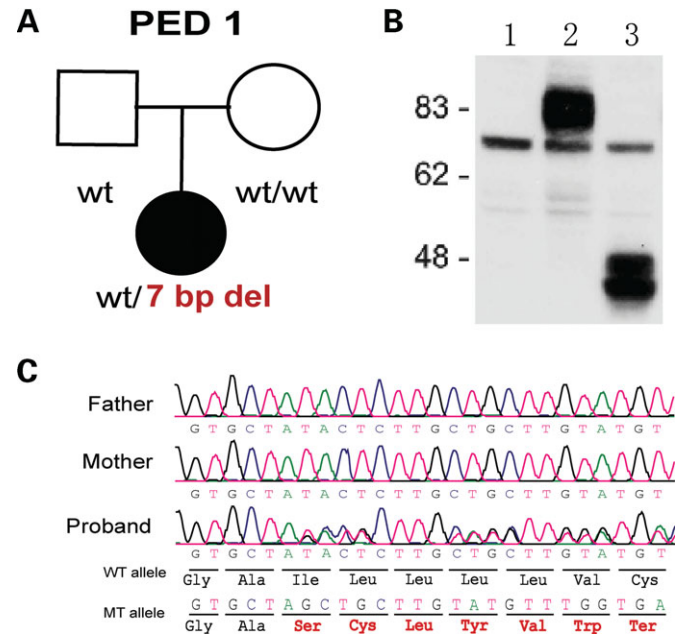 A
PED 1
wt
wt/wt
wt/7 bp del
B
1 2 3
83 -
62 -
48 -
C
Father
G T G C T A T A C T C T T G C T G C T T G T A T G T
Mother
G T G C T A T A C T C T T G C T G C T T G T A T G T
Proband
G T G C T A T A C T C T T G C T G C T T G T A T G T
WT allele
Gly Ala Ile Leu Leu Leu Leu Val Cys
MT allele
G T G C T A G C T G C T T G T A T G T T T G G T G A
Gly Ala Ser Cys Leu Tyr Val Trp Ter